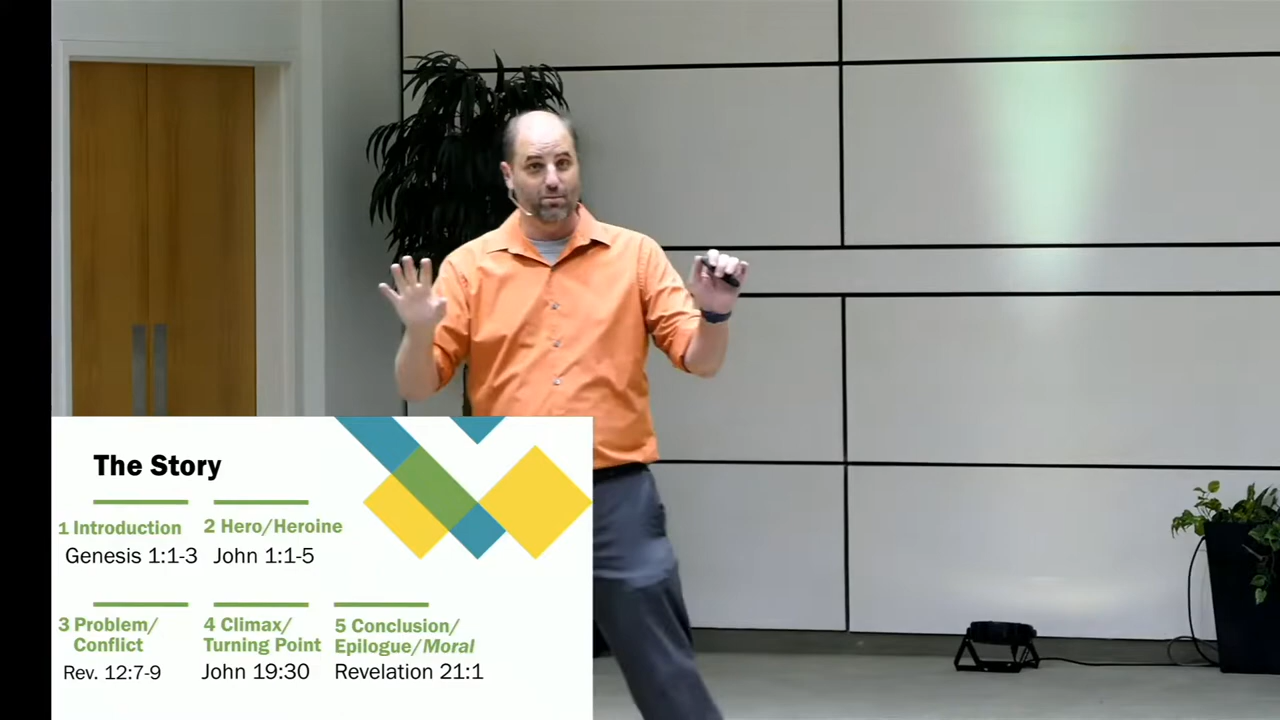 The Story
1 Introduction
Genesis 1:1-3
2 Hero/Heroine
John 1:1-5
3 Problem/
Conflict
Rev. 12:7-9
4 Climax/
Turning Point
John 19:30
5 Conclusion/
Epilogue/Moral
Revelation 21:1